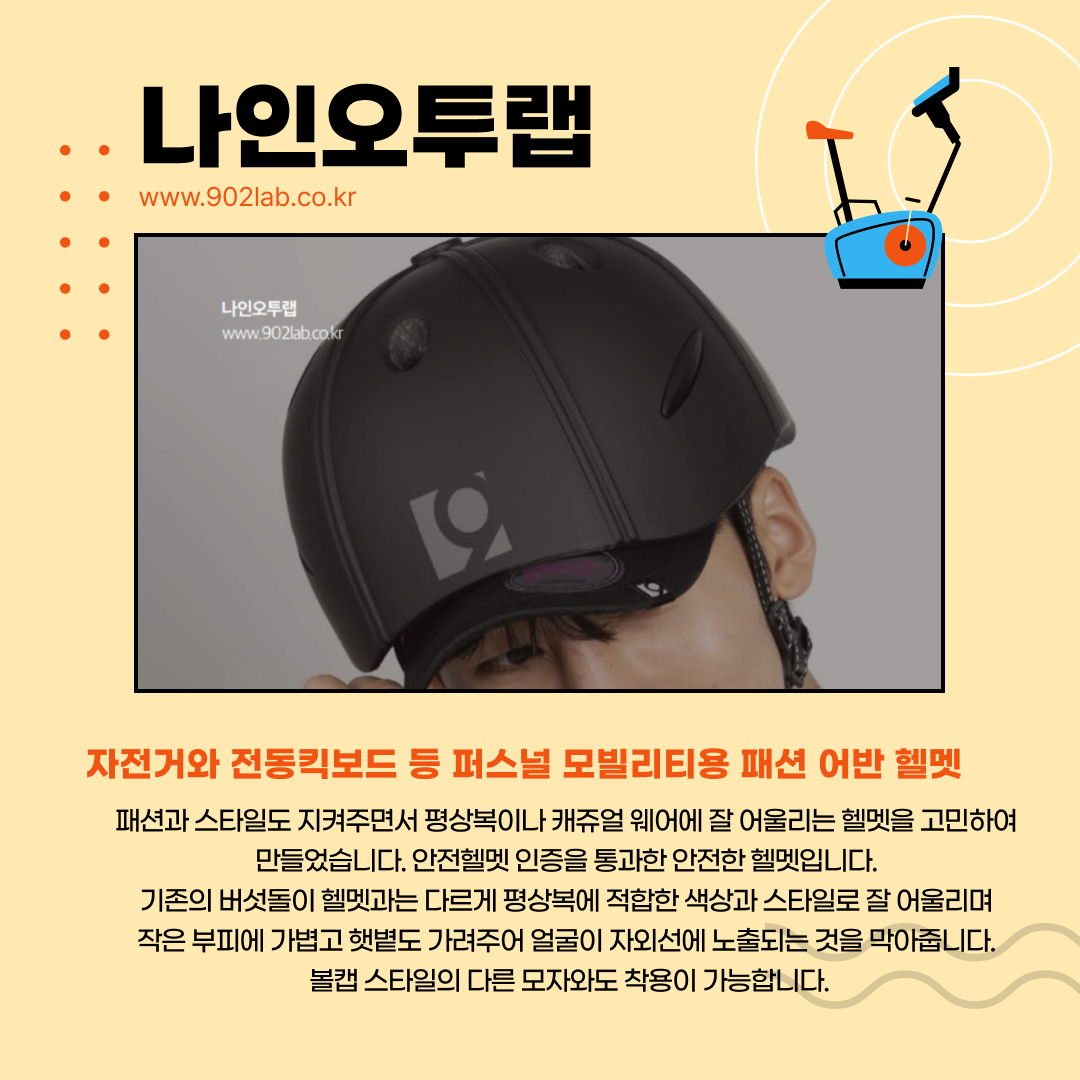 나인오투랩
www.902lab.co.kr
나인오투랩
www.902lab.co.kr
9
자전거와 전동킥보드 등 퍼스널 모빌리티용 패션 어반 헬멧
패션과 스타일도 지켜주면서 평상복이나 캐쥬얼 웨어에 잘 어울리는 헬멧을 고민하여
만들었습니다. 안전헬멧 인증을 통과한 안전한 헬멧입니다.
기존의 버섯돌이 헬멧과는 다르게 평상복에 적합한 색상과 스타일로 잘 어울리며
작은 부피에 가볍고 햇볕도 가려주어 얼굴이 자외선에 노출되는 것을 막아줍니다.
볼캡 스타일의 다른 모자와도 착용이 가능합니다.